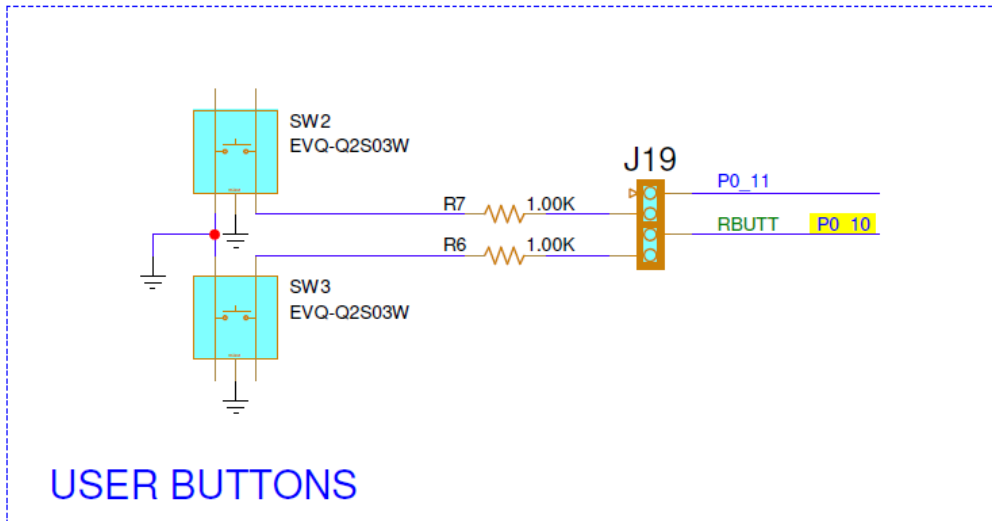 SW2
EVQ-Q2S03W
J19
P0_11
R7 1.00K
RBUTT P0_10
R6 1.00K
SW3
EVQ-Q2S03W
USER BUTTONS